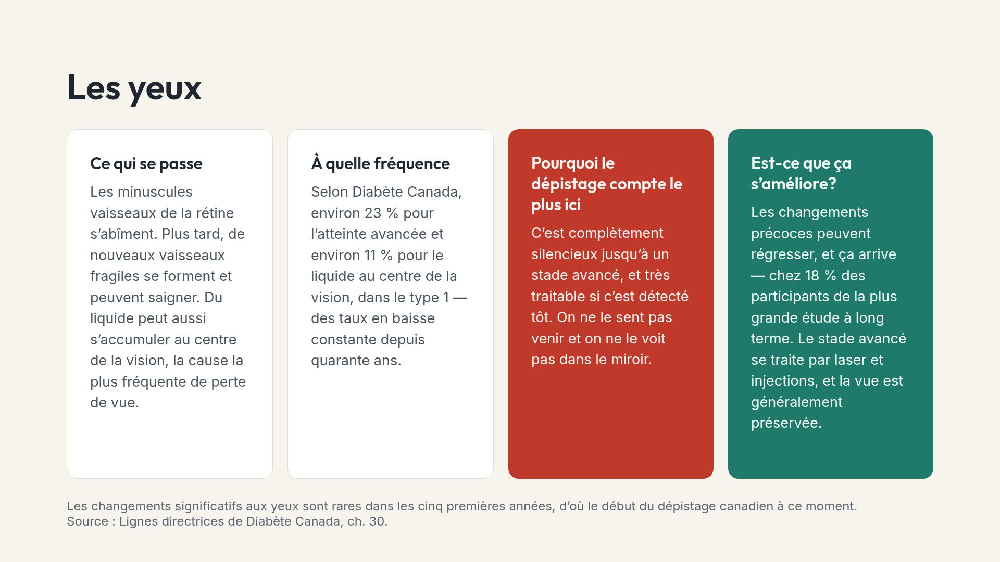 Les yeux
Ce qui se passe
Les minuscules
vaisseaux de la rétine
s’abîment. Plus tard, de
nouveaux vaisseaux
fragiles se forment et
peuvent saigner. Du
liquide peut aussi
s’accumuler au centre
de la vision, la cause la
plus fréquente de perte
de vue.
À quelle fréquence
Selon Diabète Canada,
environ 23 % pour
l’atteinte avancée et
environ 11 % pour le
liquide au centre de la
vision, dans le type 1 —
des taux en baisse
constante depuis
quarante ans.
Pourquoi le
dépistage compte le
plus ici
C’est complètement
silencieux jusqu’à un
stade avancé, et très
traitable si c’est détecté
tôt. On ne le sent pas
venir et on ne le voit
pas dans le miroir.
Est-ce que ça
s’améliore?
Les changements
précoces peuvent
régresser, et ça arrive
— chez 18 % des
participants de la plus
grande étude à long
terme. Le stade avancé
se traite par laser et
injections, et la vue est
généralement
préservée.
Les changements significatifs aux yeux sont rares dans les cinq premières années, d’où le début du dépistage canadien à ce moment.
Source : Lignes directrices de Diabète Canada, ch. 30.